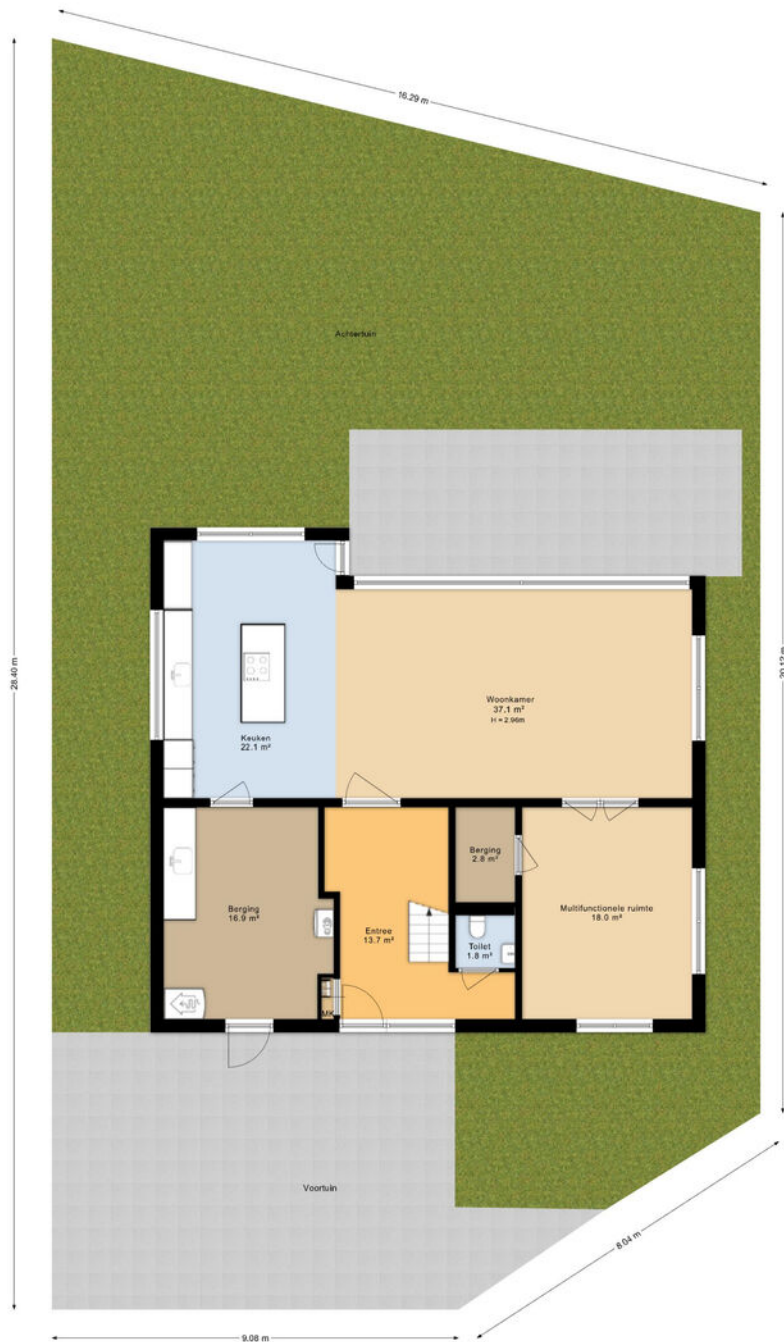 16.29 m
28.40 m
Achtertuin
20.12 m
Woonkamer
37.1 m²
H = 2.96m
Keuken
22.1 m²
Berging
2.8 m²
Berging
16.9 m²
Multifunctionele ruimte
18.0 m²
Entree
13.7 m²
Toilet
1.8 m²
MK
Voortuin
8.04 m
9.08 m